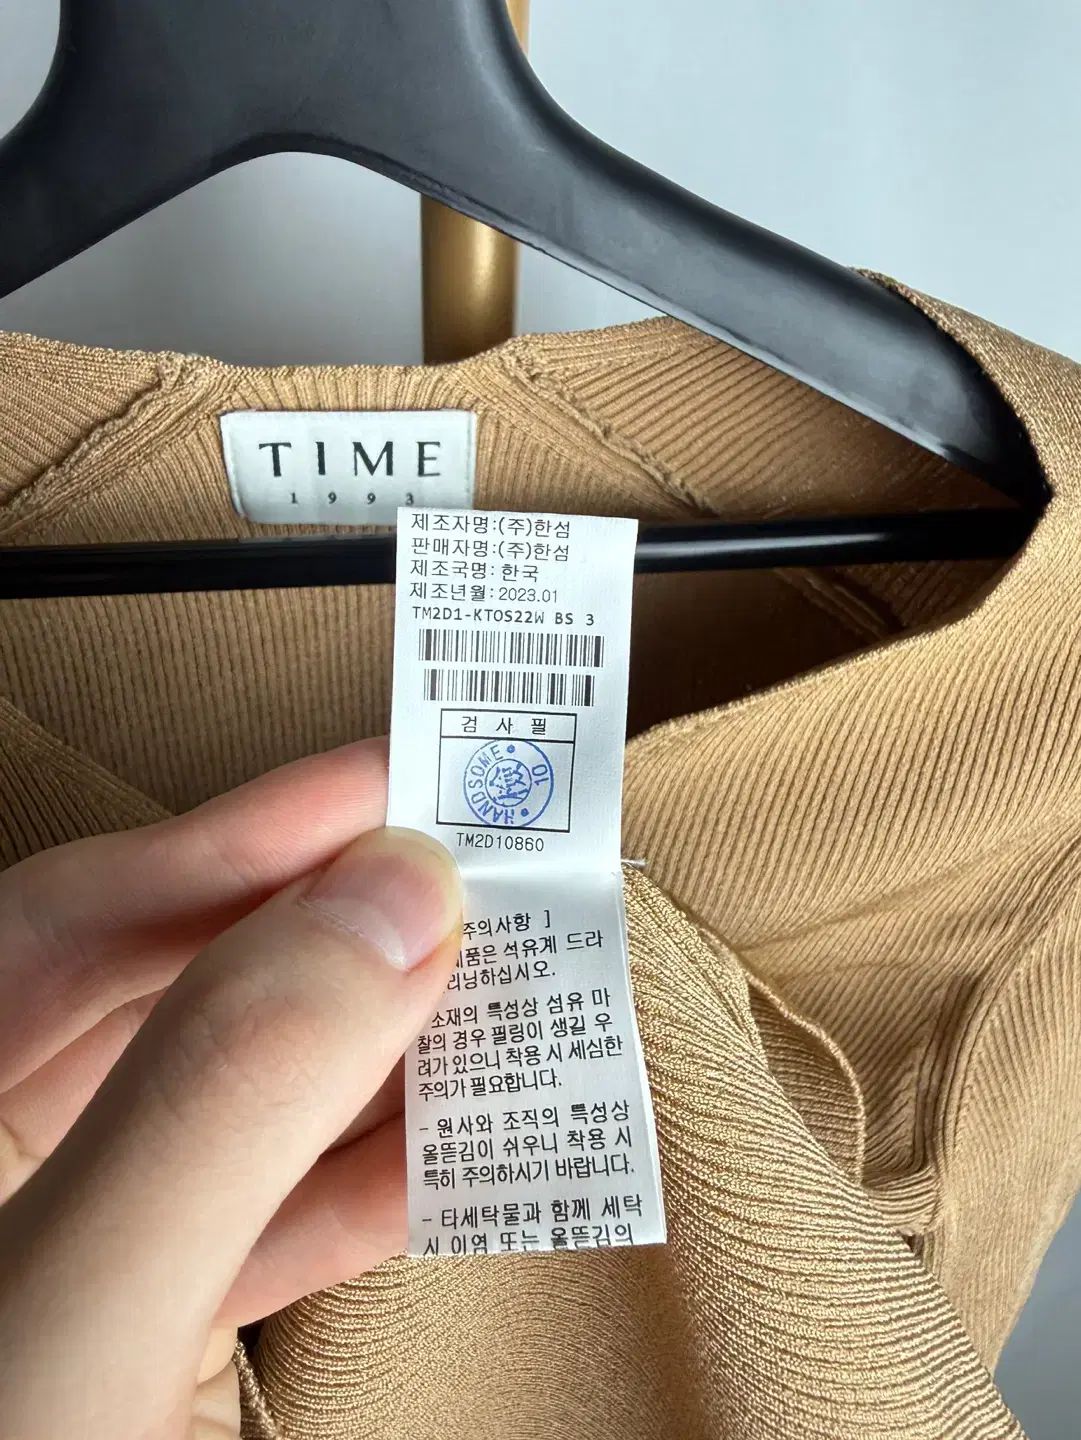 TIME
1993
제조자명:(주)한섬
판매자명:(주)한섬
제조국명: 한국
제조년월: 2023.01
TM2D1-KTOS22W BS 3
검 사 필
HANDSOME 10
TM2D10860
주의사항 ]
제품은 석유계 드라
리닝하십시오.
소재의 특성상 섬유 마
찰의 경우 필링이 생길 우
려가 있으니 착용 시 세심한
주의가 필요합니다.
- 원사와 조직의 특성상
올뜯김이 쉬우니 착용 시
특히 주의하시기 바랍니다.
- 타세탁물과 함께 세탁
시 이염 또는 올뜯김의